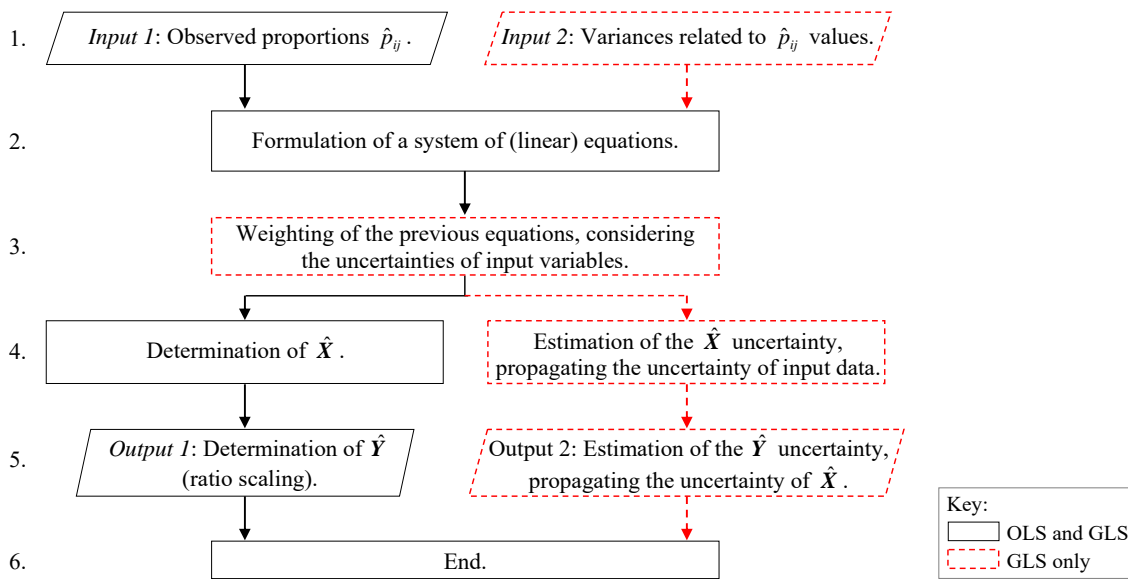 1.
Input 1: Observed proportions p̂ij .
Input 2: Variances related to p̂ij values.
2.
Formulation of a system of (linear) equations.
3.
Weighting of the previous equations, considering
the uncertainties of input variables.
4.
Determination of X̂ .
Estimation of the X̂ uncertainty,
propagating the uncertainty of input data.
5.
Output 1: Determination of Ŷ
(ratio scaling).
Output 2: Estimation of the Ŷ uncertainty,
propagating the uncertainty of X̂ .
6.
End.
Key:
OLS and GLS
GLS only